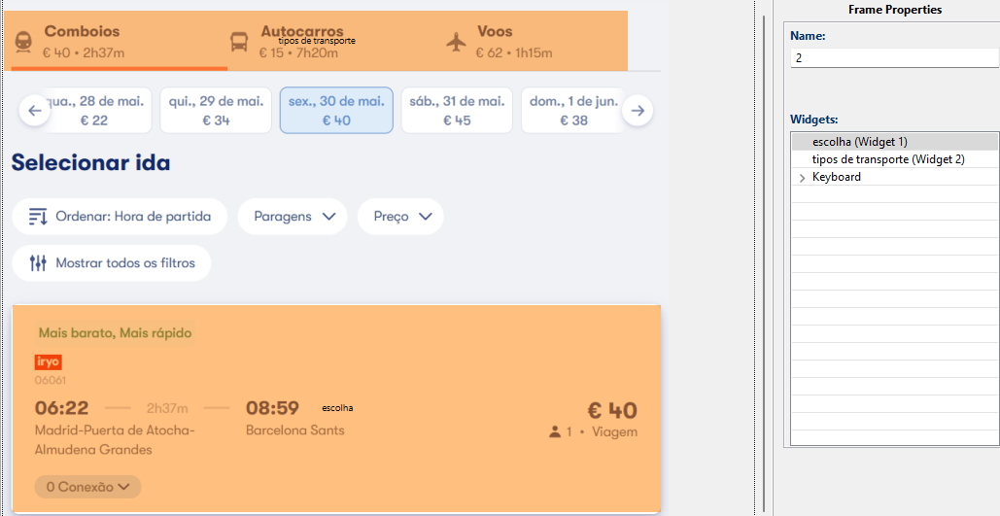 Comboios
€ 40 • 2h37m
Autocarros
tipos de transporte
€ 15 • 7h20m
Voos
€ 62 • 1h15m
qua., 28 de mai.
€ 22
qui., 29 de mai.
€ 34
sex., 30 de mai.
€ 40
sáb., 31 de mai.
€ 45
dom., 1 de jun.
€ 38
Selecionar ida
Ordenar: Hora de partida
Paragens
Preço
Mostrar todos os filtros
Mais barato, Mais rápido
iryo
06061
06:22
2h37m
08:59
escolha
€ 40
Madrid-Puerta de Atocha-
Almudena Grandes
Barcelona Sants
1 • Viagem
0 Conexão
Frame Properties
Name:
2
Widgets:
escolha (Widget 1)
tipos de transporte (Widget 2)
Keyboard